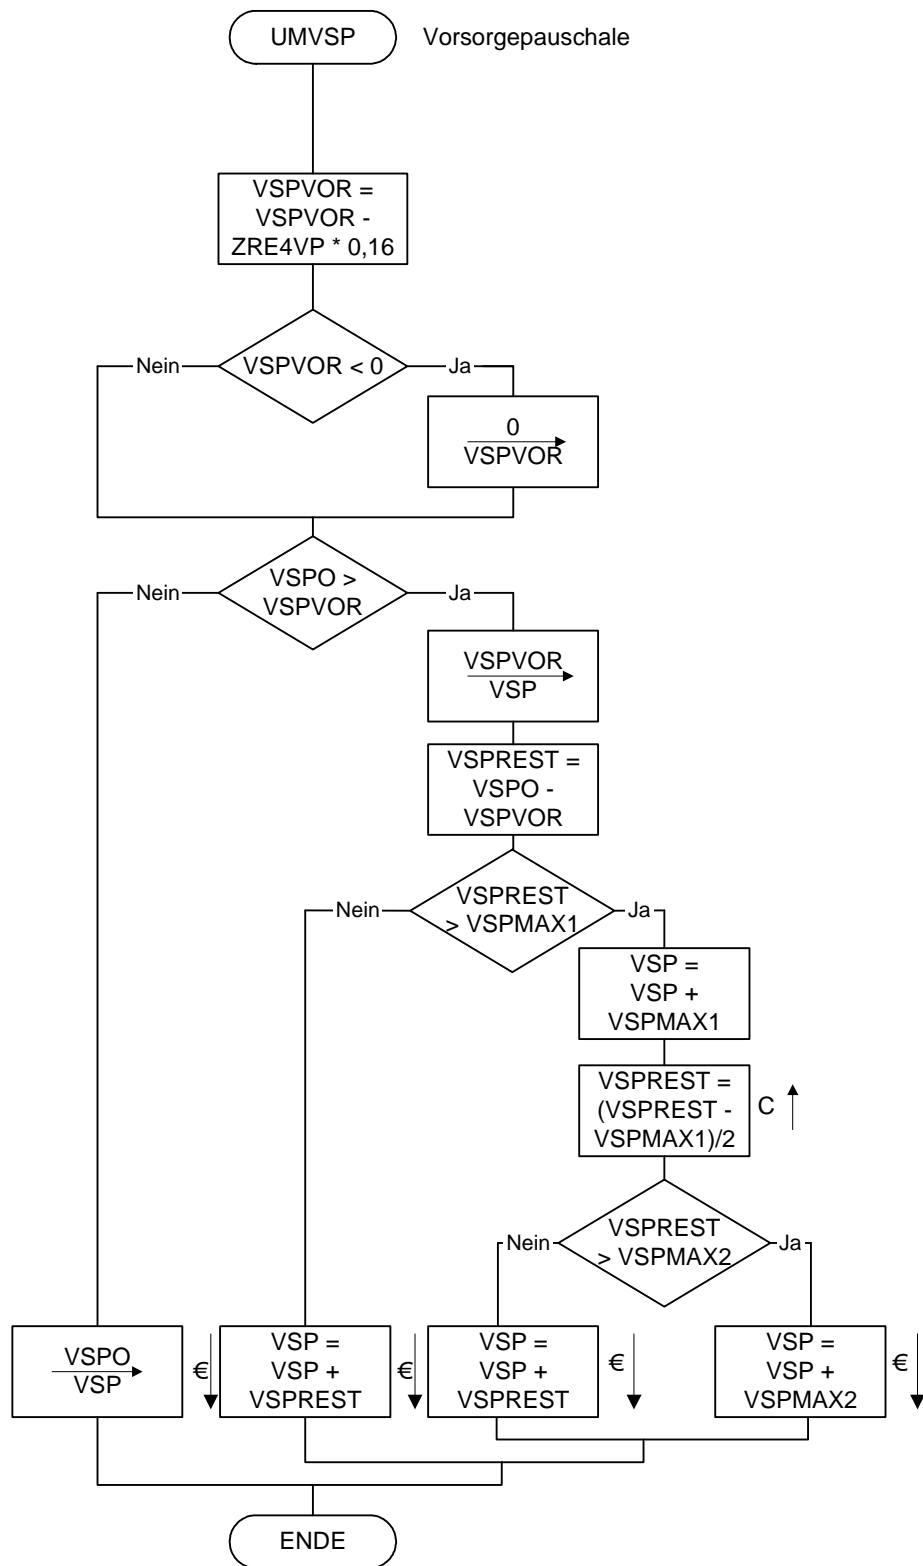 UMVSP
Vorsorgepauschale
VSPVOR =
VSPVOR -
ZRE4VP * 0,16
Nein
VSPVOR < 0
Ja
0
VSPVOR
Nein
VSPO >
VSPVOR
Ja
VSPVOR
VSP
VSPREST =
VSPO -
VSPVOR
Nein
VSPREST
> VSPMAX1
Ja
VSP =
VSP +
VSPMAX1
VSPREST =
(VSPREST -
VSPMAX1)/2
C
Nein
VSPREST
> VSPMAX2
Ja
VSPO
VSP
€
VSP =
VSP +
VSPREST
€
VSP =
VSP +
VSPREST
€
VSP =
VSP +
VSPMAX2
€
ENDE